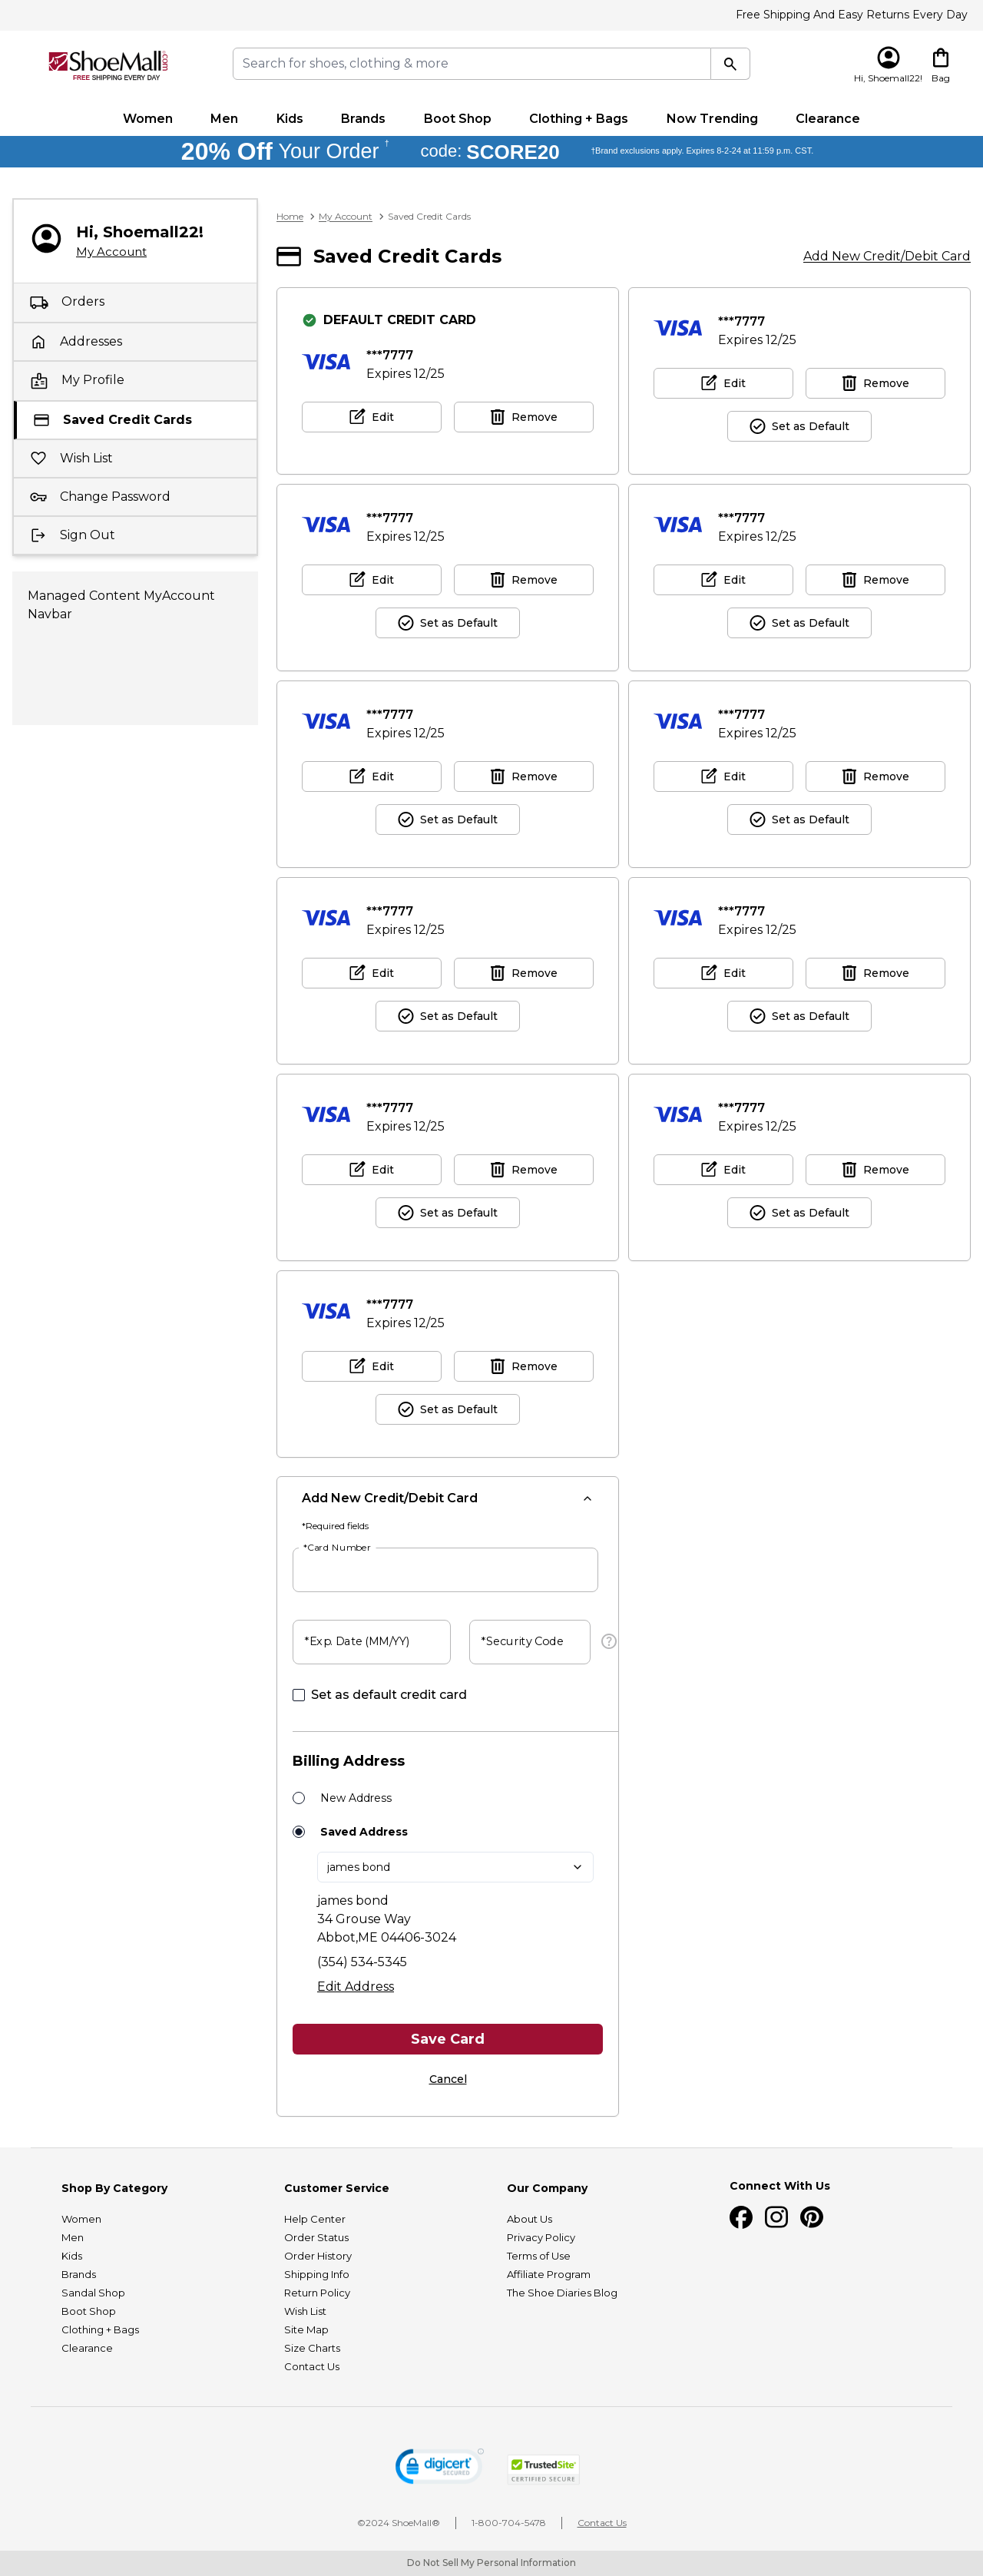 Free Shipping And Easy Returns Every Day
ShoeMall.com
FREE SHIPPING EVERY DAY
Search for shoes, clothing & more
Hi, Shoemall22!
Bag
Women Men Kids Brands Boot Shop Clothing + Bags Now Trending Clearance
20% Off Your Order † code: SCORE20 †Brand exclusions apply. Expires 8-2-24 at 11:59 p.m. CST.
Hi, Shoemall22!
My Account
Orders
Addresses
My Profile
Saved Credit Cards
Wish List
Change Password
Sign Out
Managed Content MyAccount
Navbar
Home > My Account > Saved Credit Cards
Saved Credit Cards
Add New Credit/Debit Card
DEFAULT CREDIT CARD
VISA ***7777
Expires 12/25
Edit Remove
VISA ***7777
Expires 12/25
Edit Remove
Set as Default
VISA ***7777
Expires 12/25
Edit Remove
Set as Default
VISA ***7777
Expires 12/25
Edit Remove
Set as Default
VISA ***7777
Expires 12/25
Edit Remove
Set as Default
VISA ***7777
Expires 12/25
Edit Remove
Set as Default
VISA ***7777
Expires 12/25
Edit Remove
Set as Default
VISA ***7777
Expires 12/25
Edit Remove
Set as Default
VISA ***7777
Expires 12/25
Edit Remove
Set as Default
VISA ***7777
Expires 12/25
Edit Remove
Set as Default
VISA ***7777
Expires 12/25
Edit Remove
Set as Default
Add New Credit/Debit Card
*Required fields
*Card Number
*Exp. Date (MM/YY)
*Security Code
?
Set as default credit card
Billing Address
New Address
Saved Address
james bond
james bond
34 Grouse Way
Abbot,ME 04406-3024
(354) 534-5345
Edit Address
Save Card
Cancel
Shop By Category
Women
Men
Kids
Brands
Sandal Shop
Boot Shop
Clothing + Bags
Clearance
Customer Service
Help Center
Order Status
Order History
Shipping Info
Return Policy
Wish List
Site Map
Size Charts
Contact Us
Our Company
About Us
Privacy Policy
Terms of Use
Affiliate Program
The Shoe Diaries Blog
Connect With Us
digicert
SECURED
TrustedSite
CERTIFIED SECURE
©2024 ShoeMall® | 1-800-704-5478 | Contact Us
Do Not Sell My Personal Information